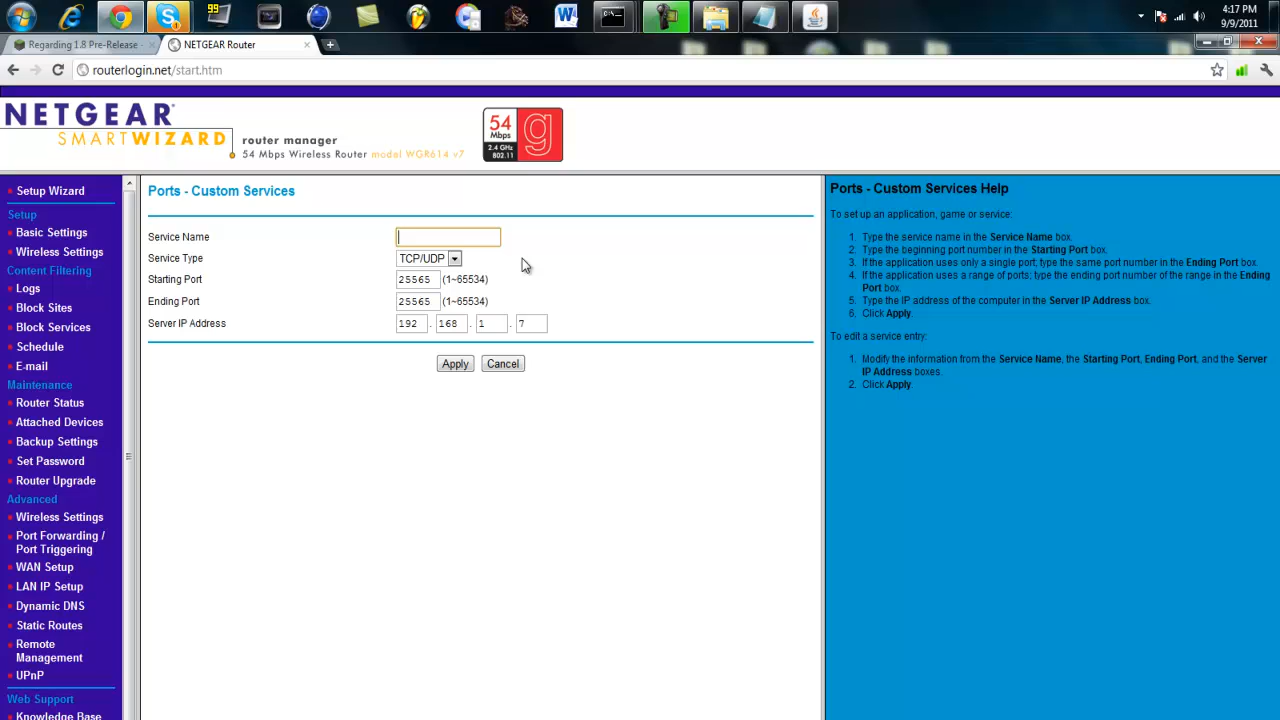 99
4:17 PM
9/9/2011
Regarding 1.8 Pre-Release -
NETGEAR Router
routerlogin.net/start.htm
NETGEAR
SMARTWIZARD
router manager
54 Mbps Wireless Router model WGR614 v7
54
Mbps
2.4 GHz
802.11
g
Setup Wizard
Setup
Basic Settings
Wireless Settings
Content Filtering
Logs
Block Sites
Block Services
Schedule
E-mail
Maintenance
Router Status
Attached Devices
Backup Settings
Set Password
Router Upgrade
Advanced
Wireless Settings
Port Forwarding /
Port Triggering
WAN Setup
LAN IP Setup
Dynamic DNS
Static Routes
Remote
Management
UPnP
Web Support
Knowledge Base
Ports - Custom Services
Service Name
Service Type TCP/UDP
Starting Port 25565 (1~65534)
Ending Port 25565 (1~65534)
Server IP Address 192 . 168 . 1 . 7
Apply Cancel
Ports - Custom Services Help
To set up an application, game or service:
1. Type the service name in the Service Name box.
2. Type the beginning port number in the Starting Port box.
3. If the application uses only a single port; type the same port number in the Ending Port box.
4. If the application uses a range of ports; type the ending port number of the range in the Ending
Port box.
5. Type the IP address of the computer in the Server IP Address box.
6. Click Apply.
To edit a service entry:
1. Modify the information from the Service Name, the Starting Port, Ending Port, and the Server
IP Address boxes.
2. Click Apply.